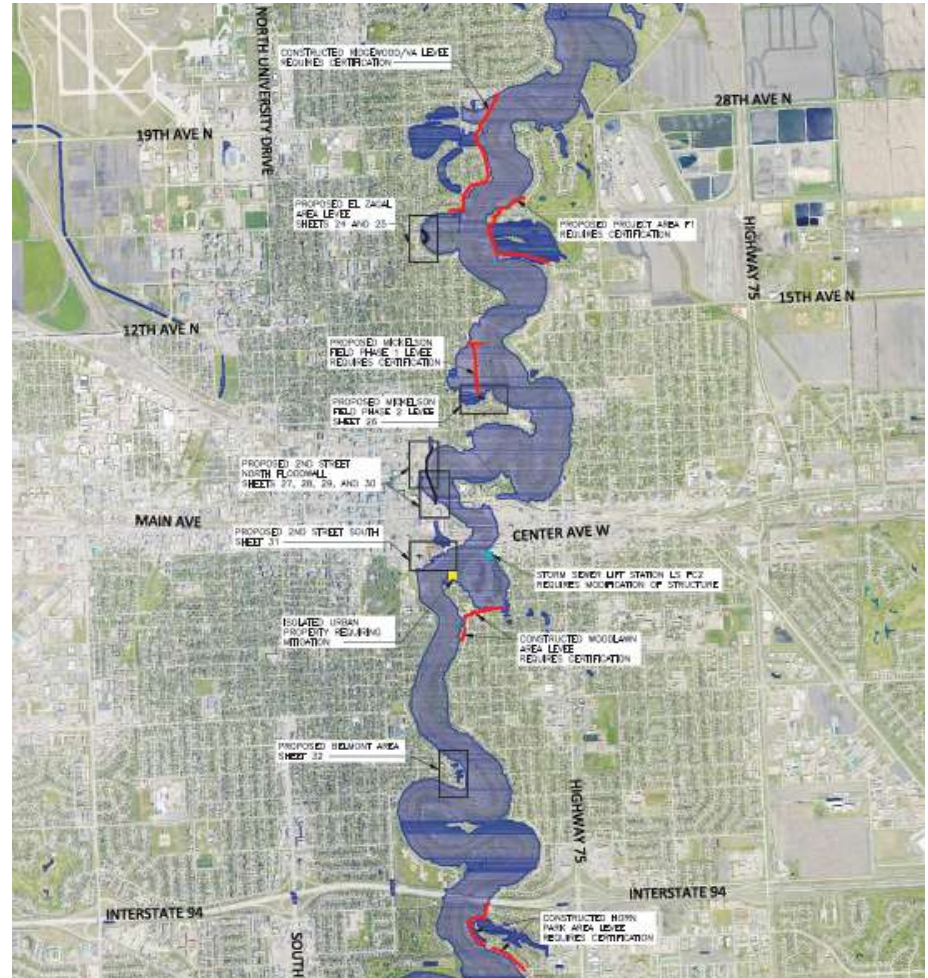 CONSTRUCTED RIDGEWOOD/VA LEVEE
REQUIRES CERTIFICATION
NORTH UNIVERSITY DRIVE
28TH AVE N
19TH AVE N
PROPOSED EL ZAGAL
AREA LEVEE
SHEETS 24 AND 25
PROPOSED PROJECT AREA F1
REQUIRES CERTIFICATION
HIGHWAY 75
15TH AVE N
12TH AVE N
PROPOSED MICKELSON
FIELD PHASE 1 LEVEE
REQUIRES CERTIFICATION
PROPOSED MICKELSON
FIELD PHASE 2 LEVEE
SHEET 26
PROPOSED 2ND STREET
NORTH FLOODWALL
SHEETS 27, 28, 29, AND 30
MAIN AVE
CENTER AVE W
PROPOSED 2ND STREET SOUTH
SHEET 31
STORM SEWER LIFT STATION LS FC2
REQUIRES MODIFICATION OF STRUCTURE
ISOLATED URBAN
PROPERTY REQUIRING
MITIGATION
CONSTRUCTED WOODLAWN
AREA LEVEE
REQUIRES CERTIFICATION
PROPOSED BELMONT AREA
SHEET 32
HIGHWAY 75
INTERSTATE 94
INTERSTATE 94
CONSTRUCTED HORN
PARK AREA LEVEE
REQUIRES CERTIFICATION
SOUTH